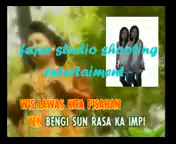 fajar studio shooting
entertaiment
WIS LAWAS KITA PISAHAN
YEN BENGI SUN RASA KA IMPI